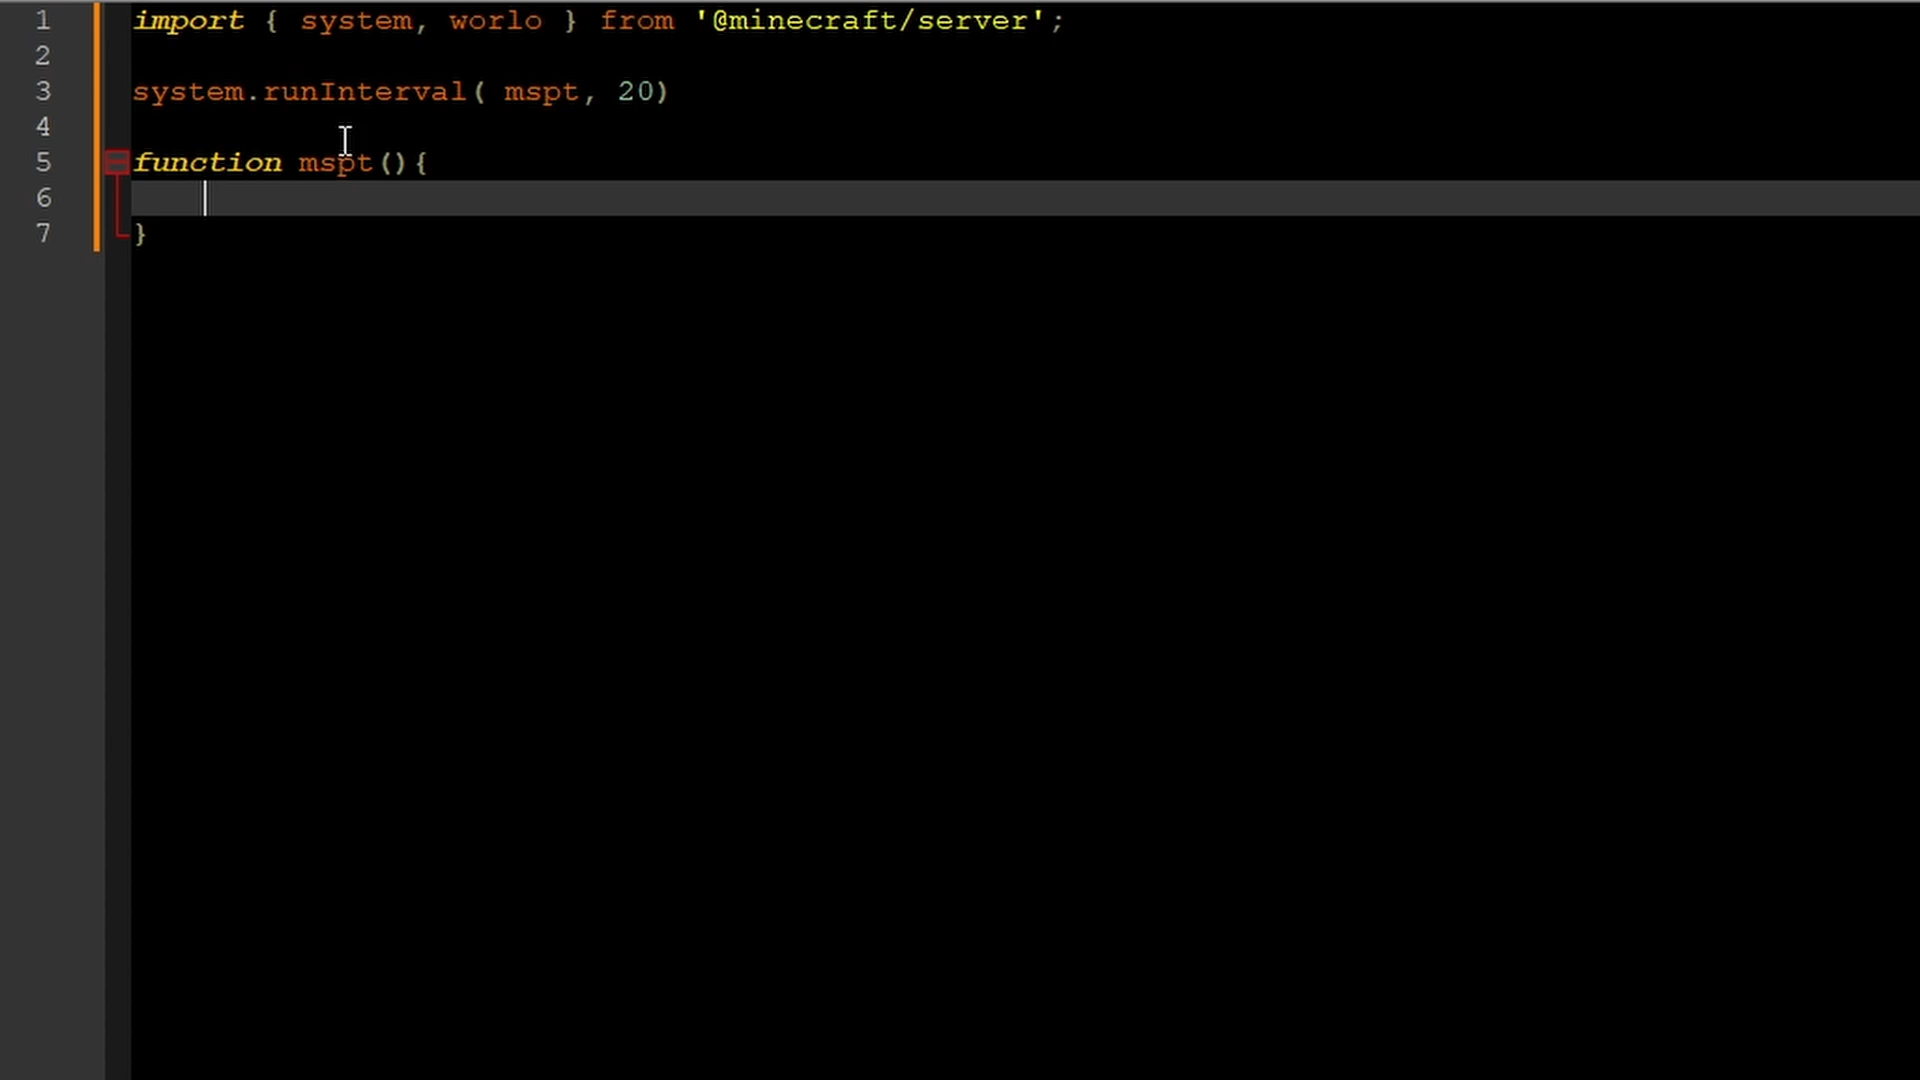 1 import { system, worlo } from '@minecraft/server';
2
3 system.runInterval( mspt, 20)
4
5 function mspt(){
6
7 }